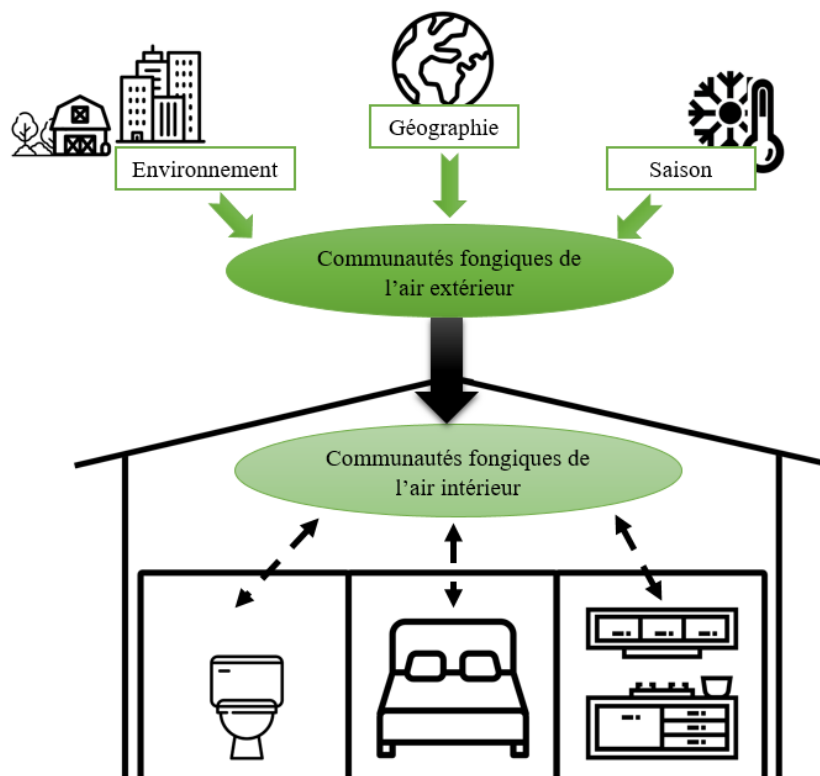 Géographie
Environnement
Saison
Communautés fongiques de
l’air extérieur
Communautés fongiques de
l’air intérieur